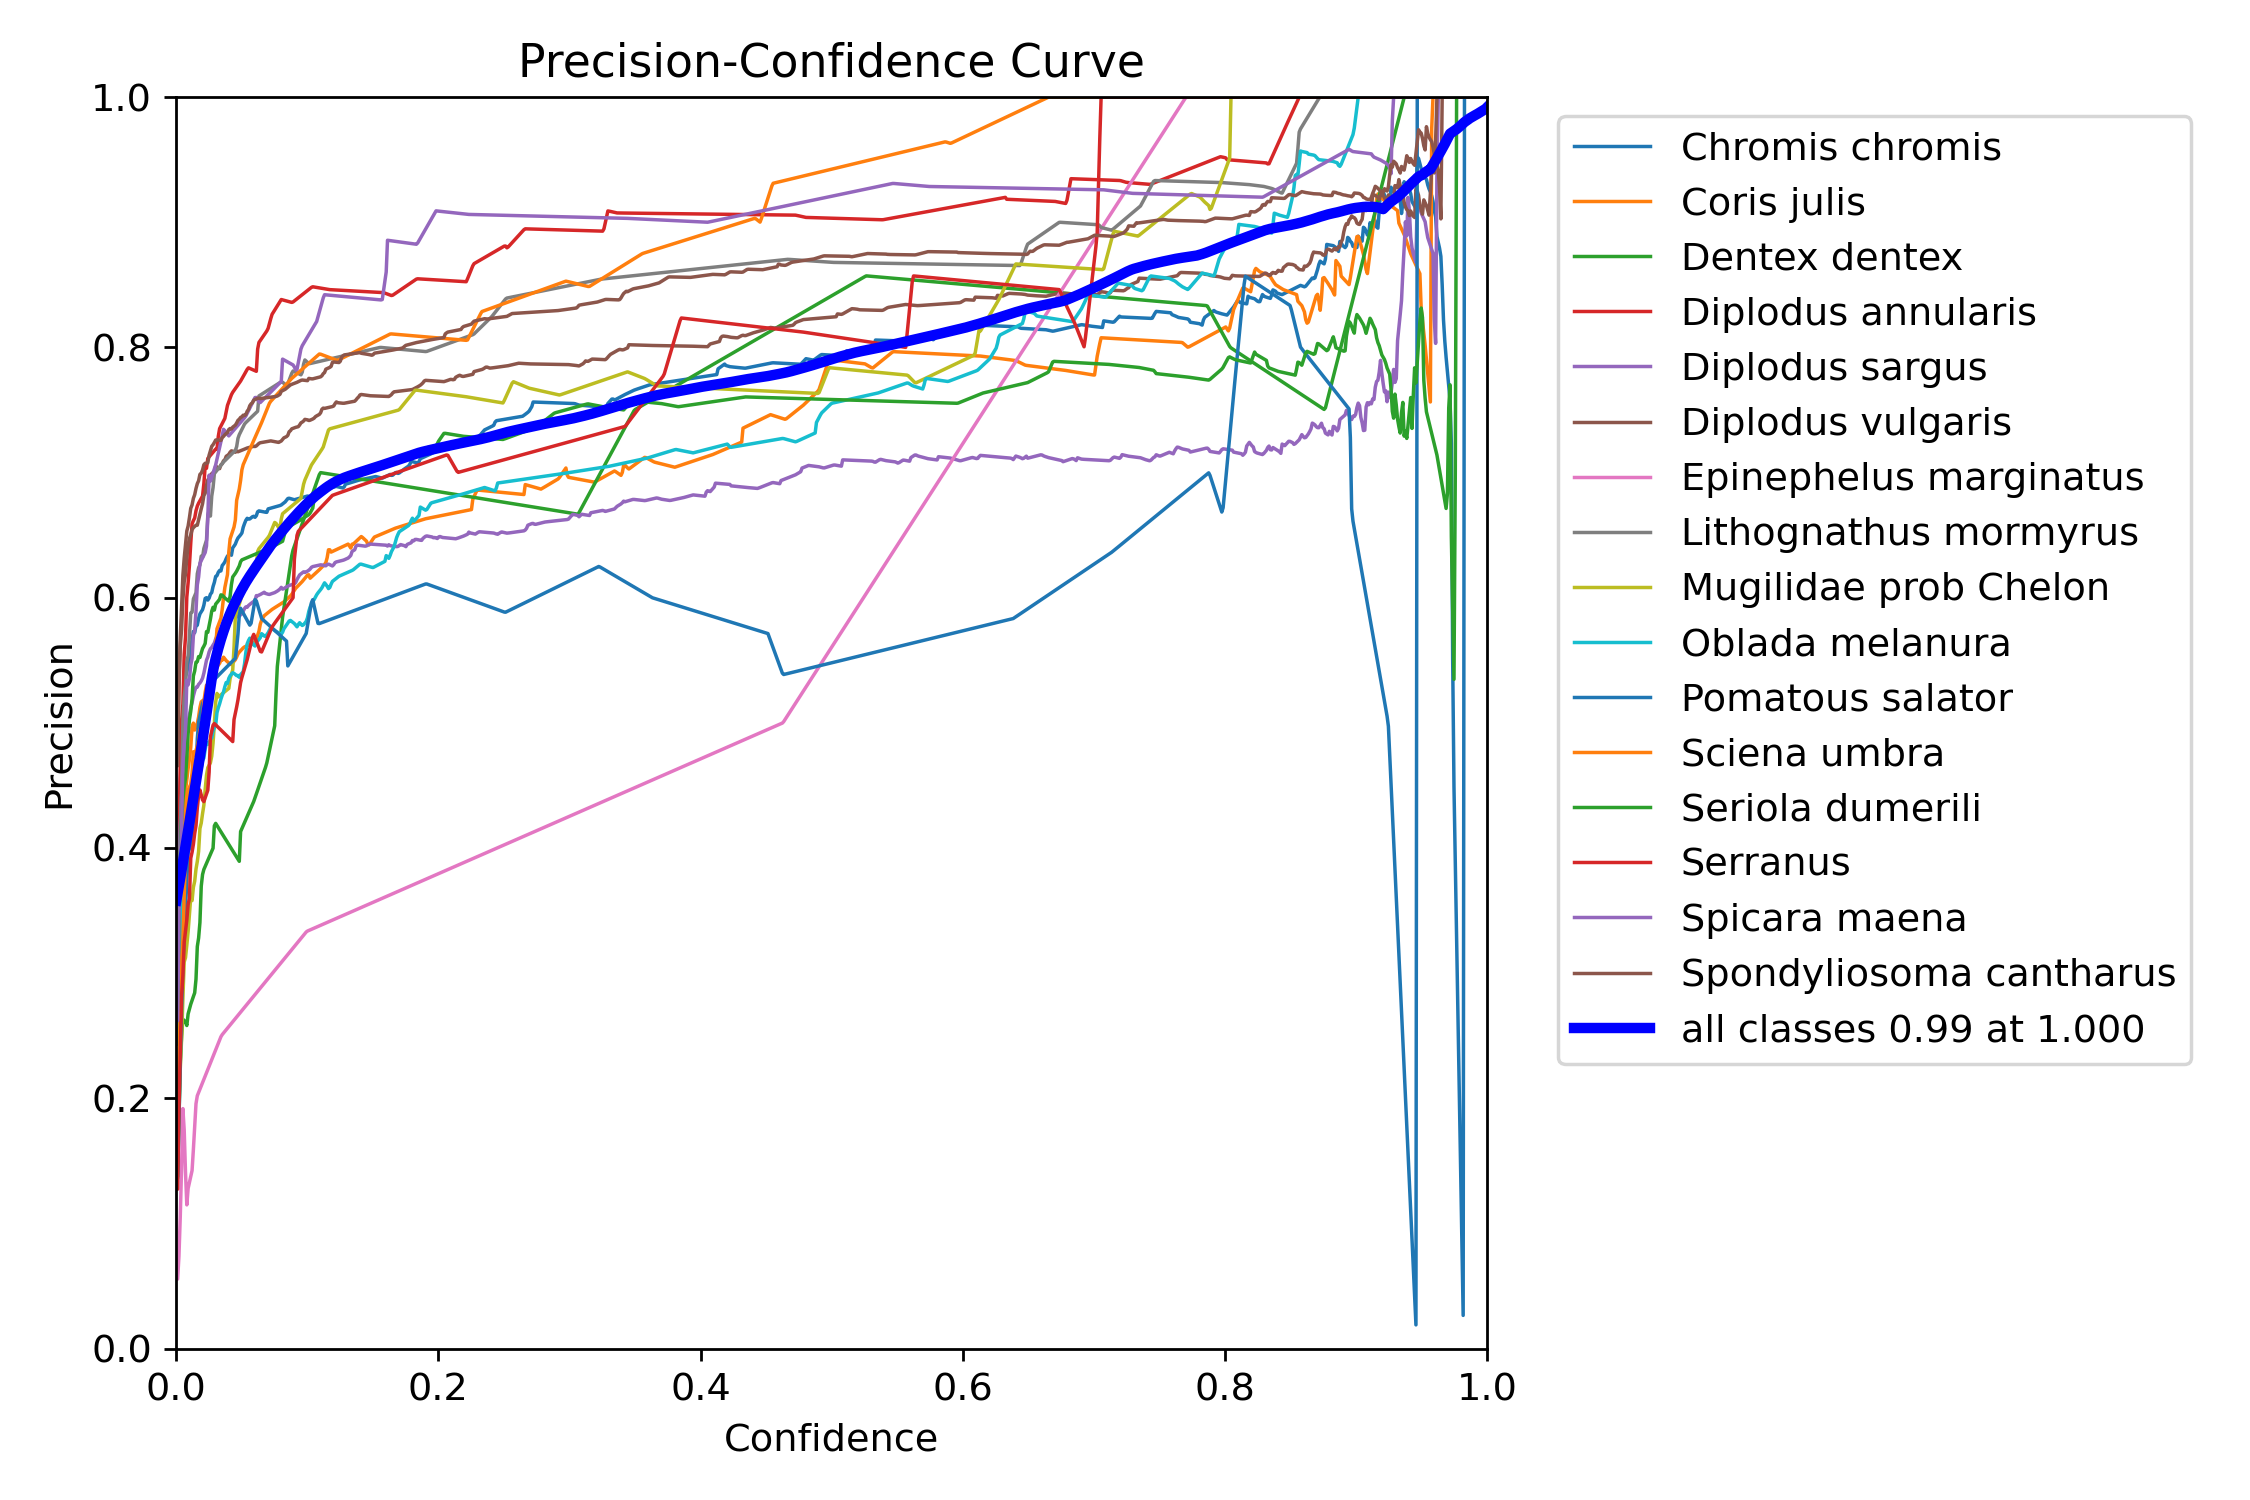 Precision-Confidence Curve
1.0
0.8
0.6
0.4
0.2
0.0
0.0 0.2 0.4 0.6 0.8 1.0
Precision
Confidence
Chromis chromis
Coris julis
Dentex dentex
Diplodus annularis
Diplodus sargus
Diplodus vulgaris
Epinephelus marginatus
Lithognathus mormyrus
Mugilidae prob Chelon
Oblada melanura
Pomatous salator
Sciena umbra
Seriola dumerili
Serranus
Spicara maena
Spondyliosoma cantharus
all classes 0.99 at 1.000